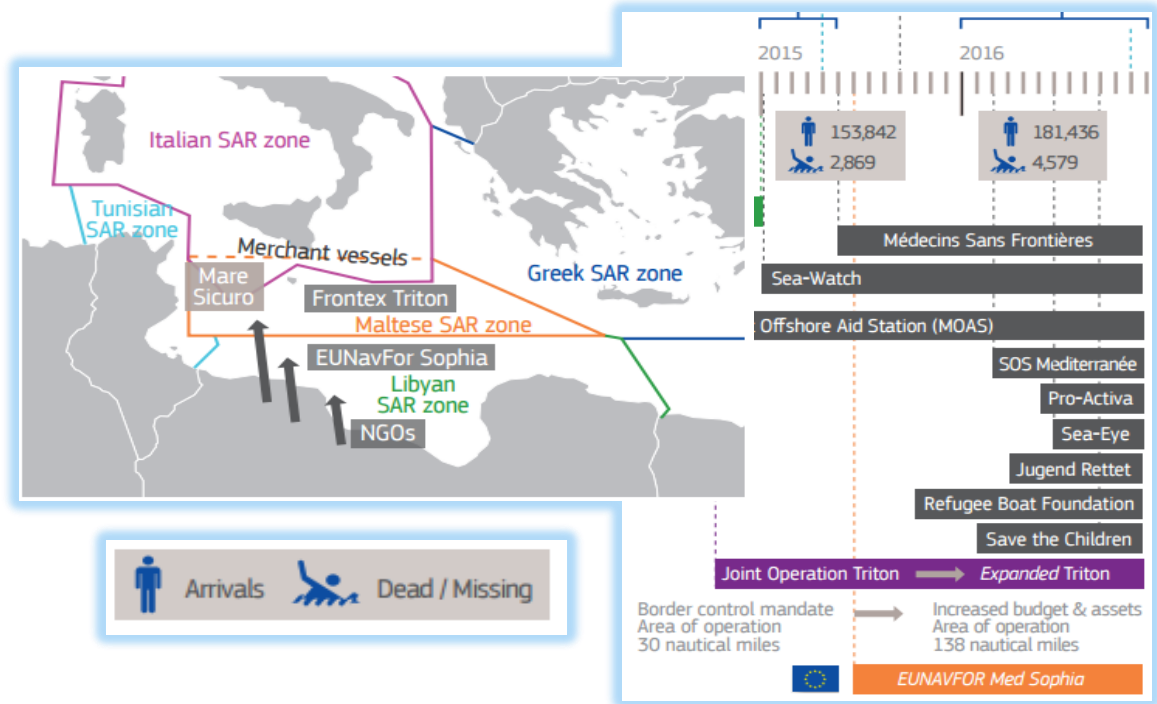 Italian SAR zone
Tunisian
SAR zone
Merchant vessels
Mare
Sicuro
Greek SAR zone
Frontex Triton
Maltese SAR zone
EUNavFor Sophia
Libyan
SAR zone
NGOs
Arrivals
Dead / Missing
2015
2016
153,842
2,869
181,436
4,579
Médecins Sans Frontières
Sea-Watch
Offshore Aid Station (MOAS)
SOS Mediterranée
Pro-Activa
Sea-Eye
Jugend Rettet
Refugee Boat Foundation
Save the Children
Joint Operation Triton
Expanded Triton
Border control mandate
Area of operation
30 nautical miles
Increased budget & assets
Area of operation
138 nautical miles
EUNAVFOR Med Sophia